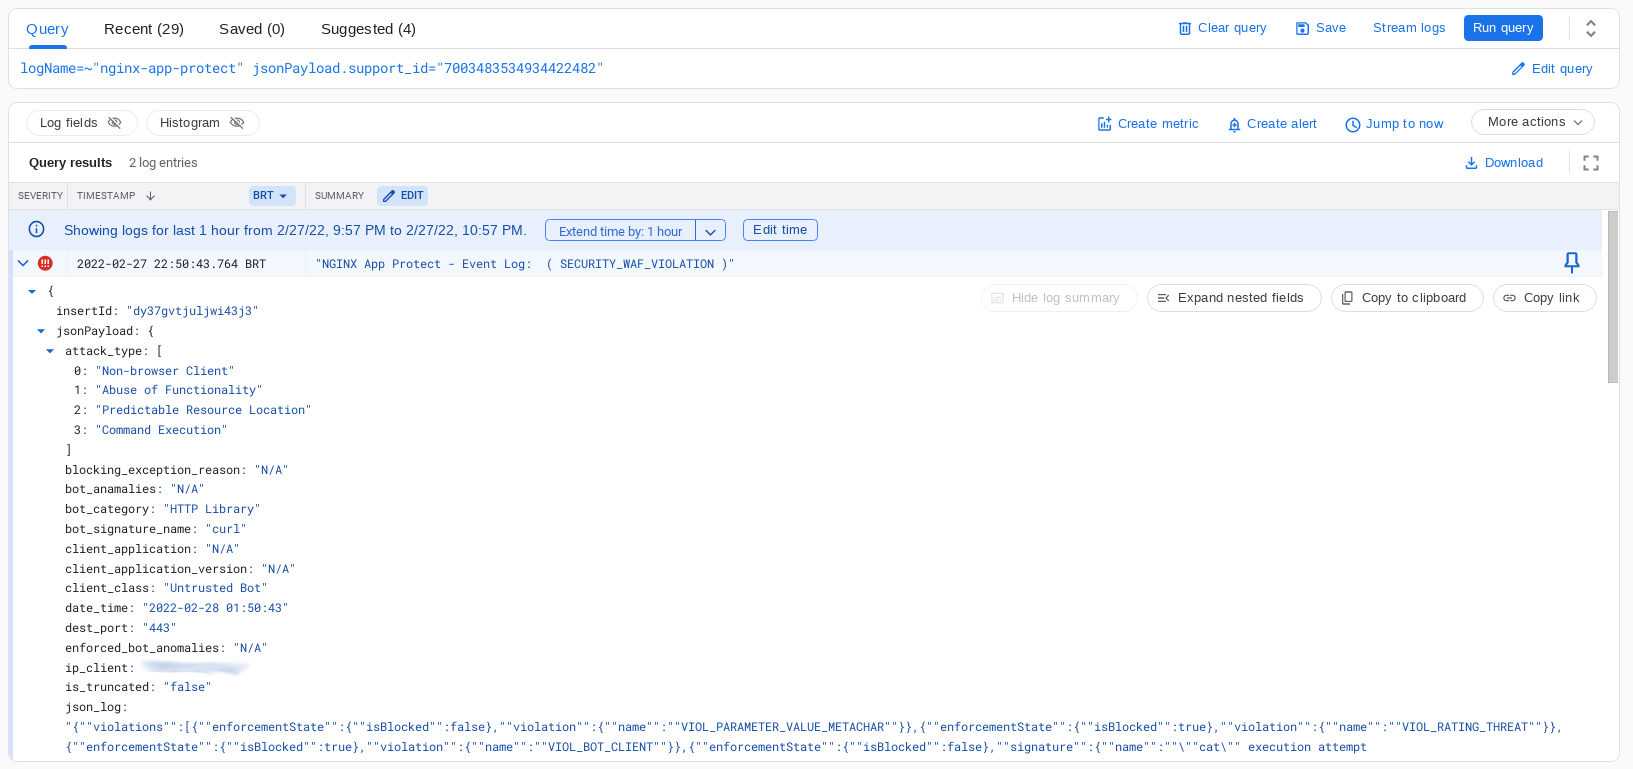 Query Recent (29) Saved (0) Suggested (4) Clear query Save Stream logs Run query
logName=~"nginx-app-protect" jsonPayload.support_id="7003483534934422482" Edit query
Log fields Histogram Create metric Create alert Jump to now More actions
Query results 2 log entries Download
SEVERITY TIMESTAMP BRT SUMMARY EDIT
Showing logs for last 1 hour from 2/27/22, 9:57 PM to 2/27/22, 10:57 PM. Extend time by: 1 hour Edit time
2022-02-27 22:50:43.764 BRT "NGINX App Protect - Event Log:  ( SECURITY_WAF_VIOLATION )"
{ Hide log summary Expand nested fields Copy to clipboard Copy link
insertId: "dy37gvtjuljwi43j3"
jsonPayload: {
attack_type: [
0: "Non-browser Client"
1: "Abuse of Functionality"
2: "Predictable Resource Location"
3: "Command Execution"
]
blocking_exception_reason: "N/A"
bot_anamalies: "N/A"
bot_category: "HTTP Library"
bot_signature_name: "curl"
client_application: "N/A"
client_application_version: "N/A"
client_class: "Untrusted Bot"
date_time: "2022-02-28 01:50:43"
dest_port: "443"
enforced_bot_anomalies: "N/A"
ip_client:
is_truncated: "false"
json_log:
"{""violations"":[{""enforcementState"":{""isBlocked"":false},""violation"":{""name"":""VIOL_PARAMETER_VALUE_METACHAR""}},{""enforcementState"":{""isBlocked"":true},""violation"":{""name"":""VIOL_RATING_THREAT""}},
{""enforcementState"":{""isBlocked"":true},""violation"":{""name"":""VIOL_BOT_CLIENT""}},{""enforcementState"":{""isBlocked"":false},""signature"":{""name"":""\""cat\"" execution attempt